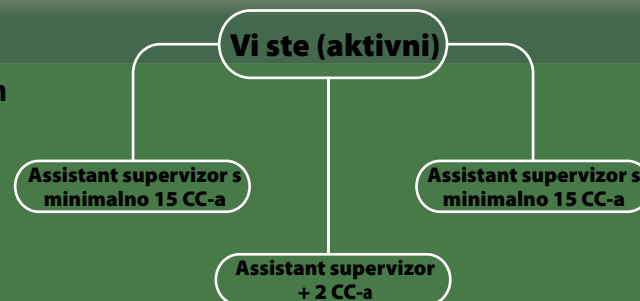 Vi ste (aktivni)
Assistant supervizor s
minimalno 15 CC-a
Assistant supervizor s
minimalno 15 CC-a
Assistant supervizor
+ 2 CC-a